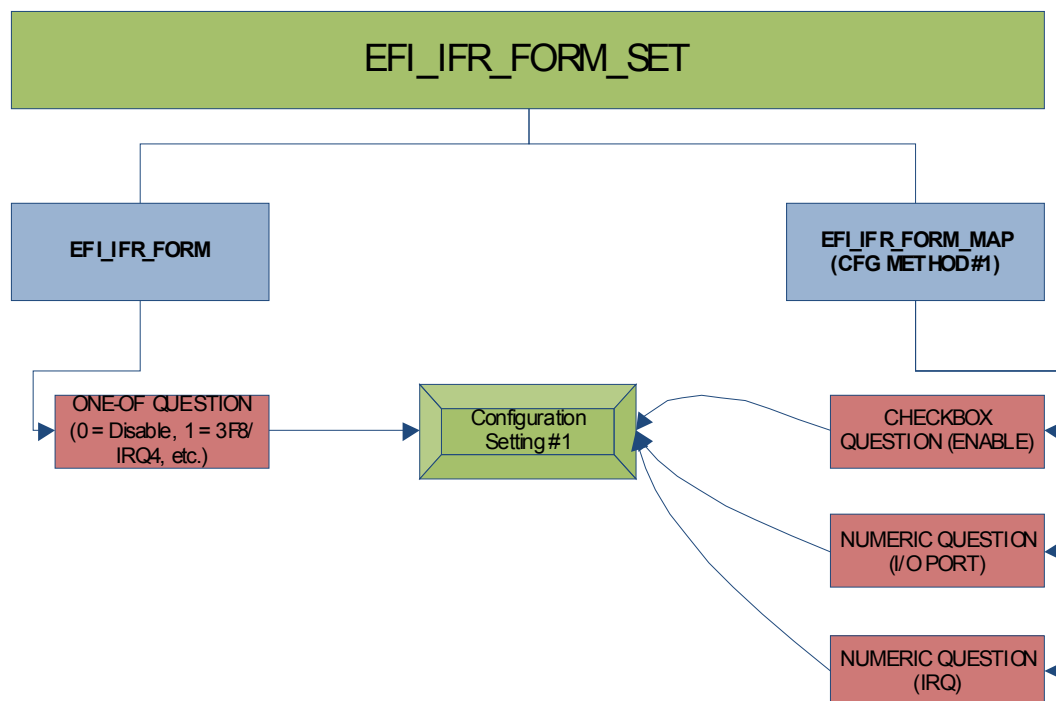 EFI_IFR_FORM_SET
EFI_IFR_FORM
EFI_IFR_FORM_MAP
(CFG METHOD #1)
ONE-OF QUESTION
(0 = Disable, 1 = 3F8/
IRQ4, etc.)
Configuration
Setting #1
CHECKBOX
QUESTION (ENABLE)
NUMERIC QUESTION
(I/O PORT)
NUMERIC QUESTION
(IRQ)